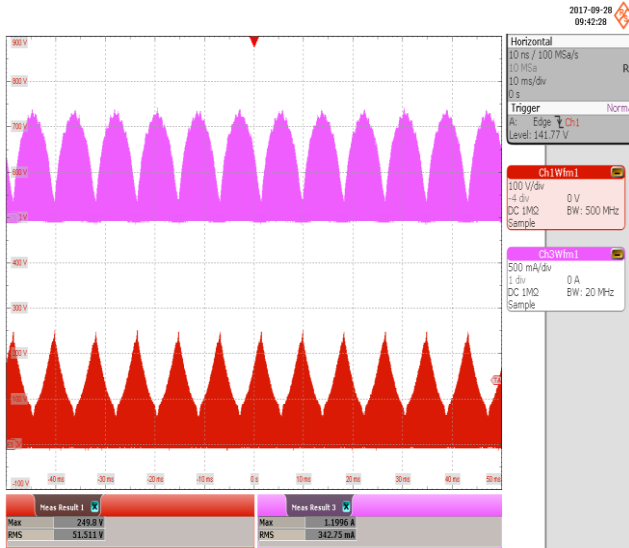 2017-09-28
09:42:28
900 V
800 V
700 V
600 V
500 V
400 V
300 V
200 V
100 V
-100 V
-40 ms
-30 ms
-20 ms
-10 ms
0 s
10 ms
20 ms
30 ms
40 ms
50 ms
TA
Horizontal
10 ns / 100 MSa/s
10 MSa R
10 ms/div
0 s
Trigger Norma
A: Edge Ch1
Level: 141.77 V
Ch1Wfm1
100 V/div
-4 div 0 V
DC 1MΩ BW: 500 MHz
Sample
Ch3Wfm1
500 mA/div
1 div 0 A
DC 1MΩ BW: 20 MHz
Sample
Meas Result 1
Max 249.8 V
RMS 51.511 V
Meas Result 3
Max 1.1996 A
RMS 342.75 mA